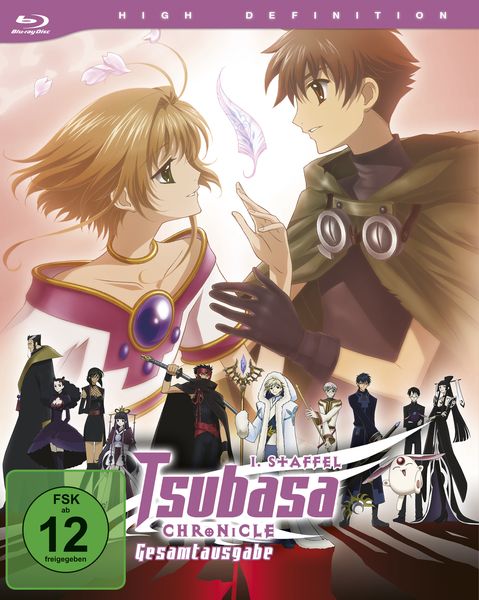 Blu-ray Disc
HIGH DEFINITION
1. STAFFEL
Tsubasa
CHRoNiCLE
Gesamtausgabe
FSK
ab
12
freigegeben